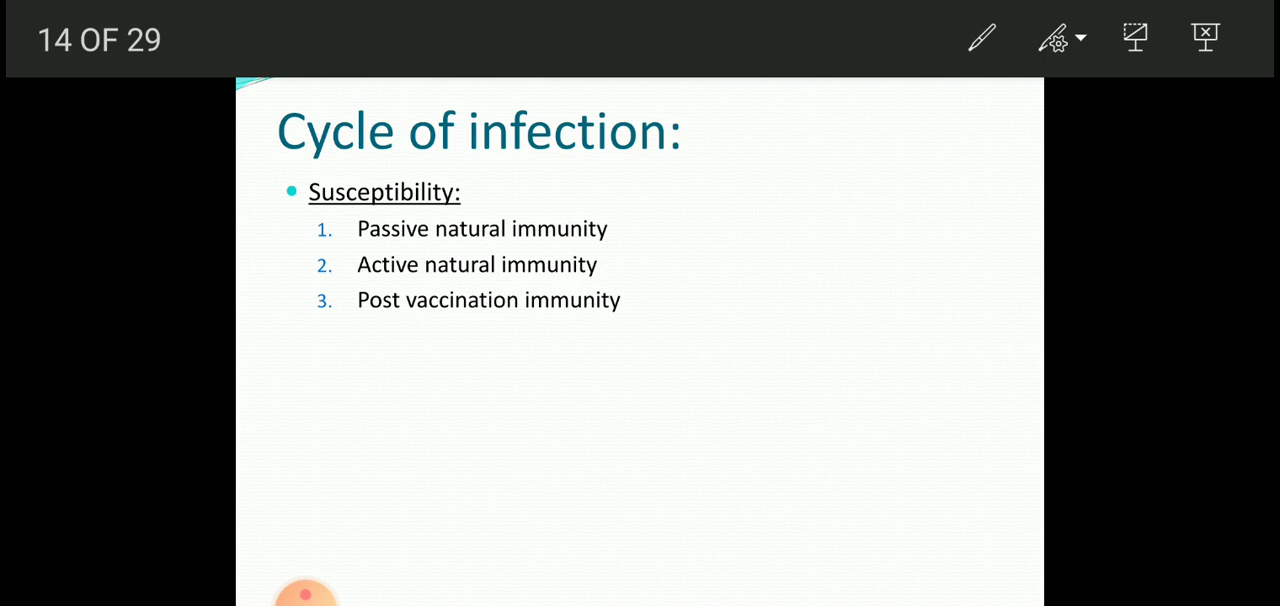 14 OF 29
Cycle of infection:
Susceptibility:
1. Passive natural immunity
2. Active natural immunity
3. Post vaccination immunity